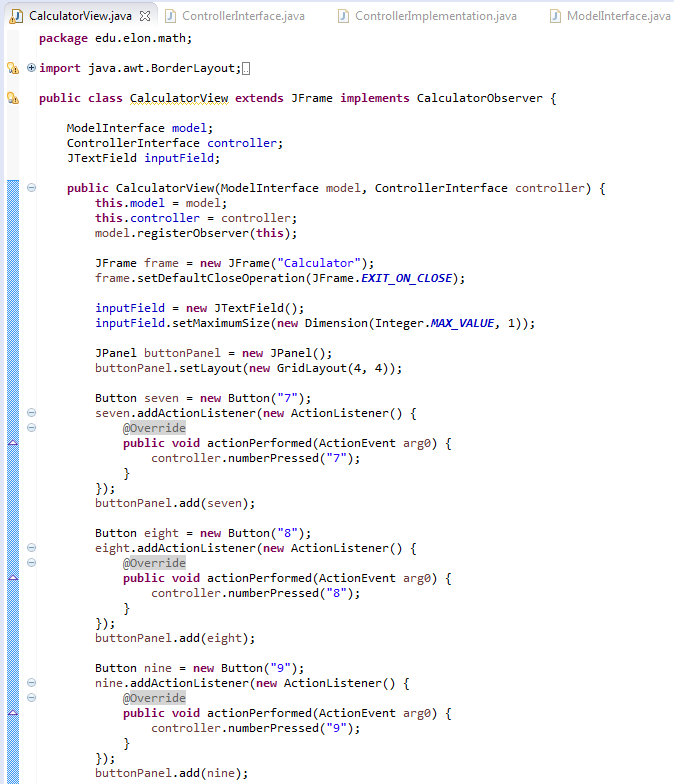 CalculatorView.java ControllerInterface.java ControllerImplementation.java ModelInterface.java
package edu.elon.math;
import java.awt.BorderLayout;
public class CalculatorView extends JFrame implements CalculatorObserver {
ModelInterface model;
ControllerInterface controller;
JTextField inputField;
public CalculatorView(ModelInterface model, ControllerInterface controller) {
this.model = model;
this.controller = controller;
model.registerObserver(this);
JFrame frame = new JFrame("Calculator");
frame.setDefaultCloseOperation(JFrame.EXIT_ON_CLOSE);
inputField = new JTextField();
inputField.setMaximumSize(new Dimension(Integer.MAX_VALUE, 1));
JPanel buttonPanel = new JPanel();
buttonPanel.setLayout(new GridLayout(4, 4));
Button seven = new Button("7");
seven.addActionListener(new ActionListener() {
@Override
public void actionPerformed(ActionEvent arg0) {
controller.numberPressed("7");
}
});
buttonPanel.add(seven);
Button eight = new Button("8");
eight.addActionListener(new ActionListener() {
@Override
public void actionPerformed(ActionEvent arg0) {
controller.numberPressed("8");
}
});
buttonPanel.add(eight);
Button nine = new Button("9");
nine.addActionListener(new ActionListener() {
@Override
public void actionPerformed(ActionEvent arg0) {
controller.numberPressed("9");
}
});
buttonPanel.add(nine);